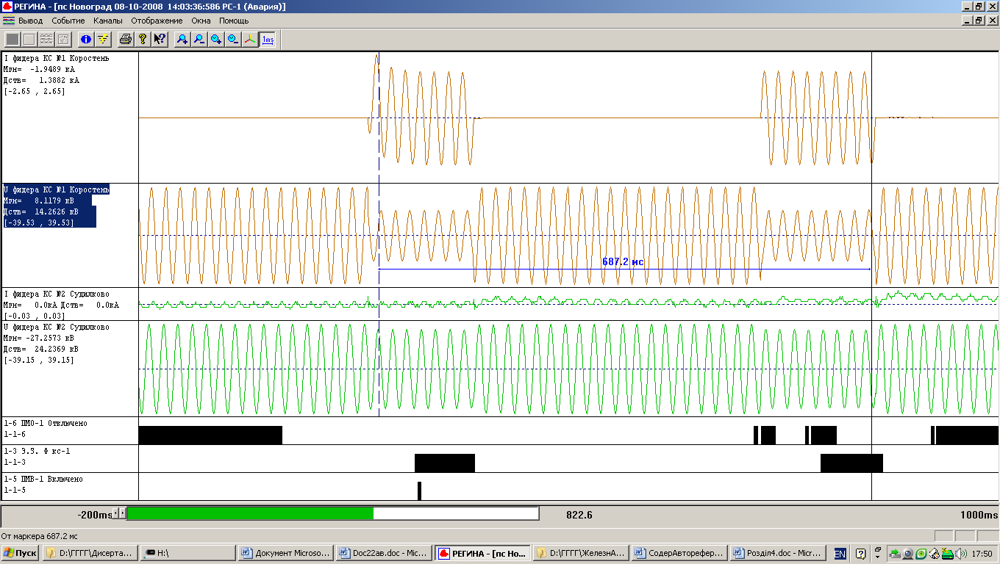 РЕГИНА - [пс Новоград 08-10-2008 14:03:36:586 РС-1 (Авария)]
Вывод Событие Каналы Отображение Окна Помощь
1ms
I фидера КС №1 Коростень
Мгн= -1.9489 кА
Дств= 1.3882 кА
[-2.65 , 2.65]
U фидера КС №1 Коростень
Мгн= 8.1179 кВ
Дств= 14.2626 кВ
[-39.53 , 39.53]
687.2 мс
I фидера КС №2 Судилково
Мгн= 0.0кА Дств= 0.0кА
[-0.03 , 0.03]
U фидера КС №2 Судилково
Мгн= -27.2573 кВ
Дств= 24.2369 кВ
[-39.15 , 39.15]
1-6 ПМО-1 Отключено
1-1-6
1-3 З.З. Ф кс-1
1-1-3
1-5 ПМВ-1 Включено
1-1-5
-200ms 822.6 1000ms
От маркера 687.2 мс
Пуск D:\ГГГГ\Дисерта... H:\ Документ Microso... Doc22ав.doc - Mic... РЕГИНА - [пс Но... D:\ГГГГ\ЖелезнА... СодерАвторефер... Розділ4.doc - Micr... EN 17:50